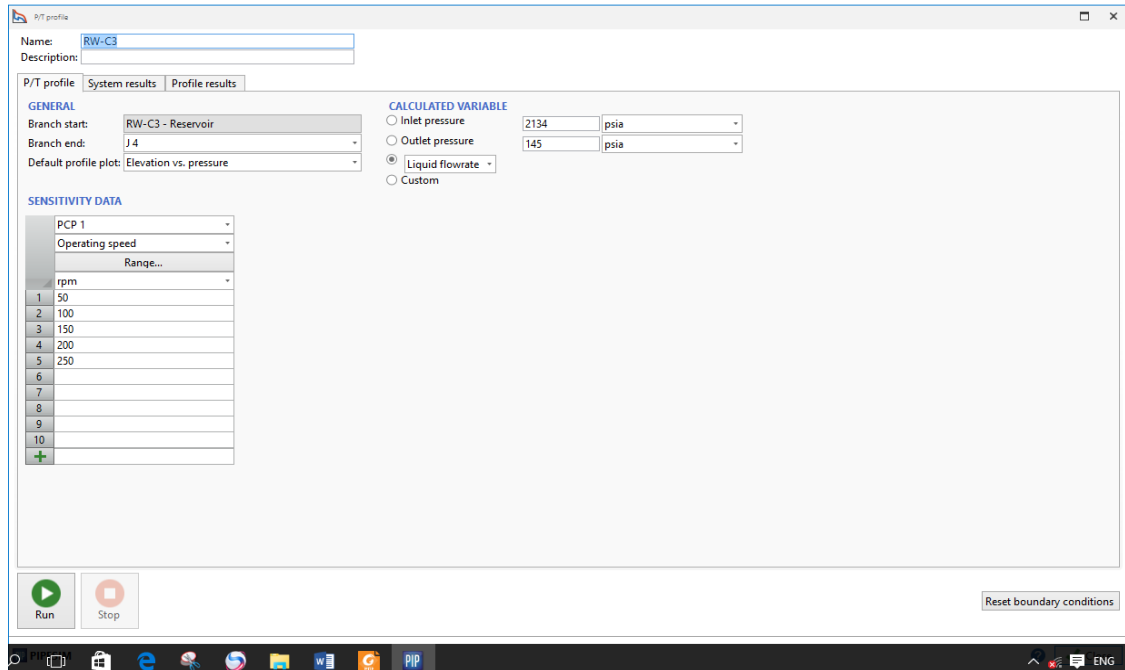 P/T profile
Name: RW-C3
Description:
P/T profile System results Profile results
GENERAL
Branch start: RW-C3 - Reservoir
Branch end: J 4
Default profile plot: Elevation vs. pressure
CALCULATED VARIABLE
Inlet pressure 2134 psia
Outlet pressure 145 psia
Liquid flowrate
Custom
SENSITIVITY DATA
PCP 1
Operating speed
Range...
rpm
1 50
2 100
3 150
4 200
5 250
6
7
8
9
10
Run
Stop
Reset boundary conditions
PIP
ENG